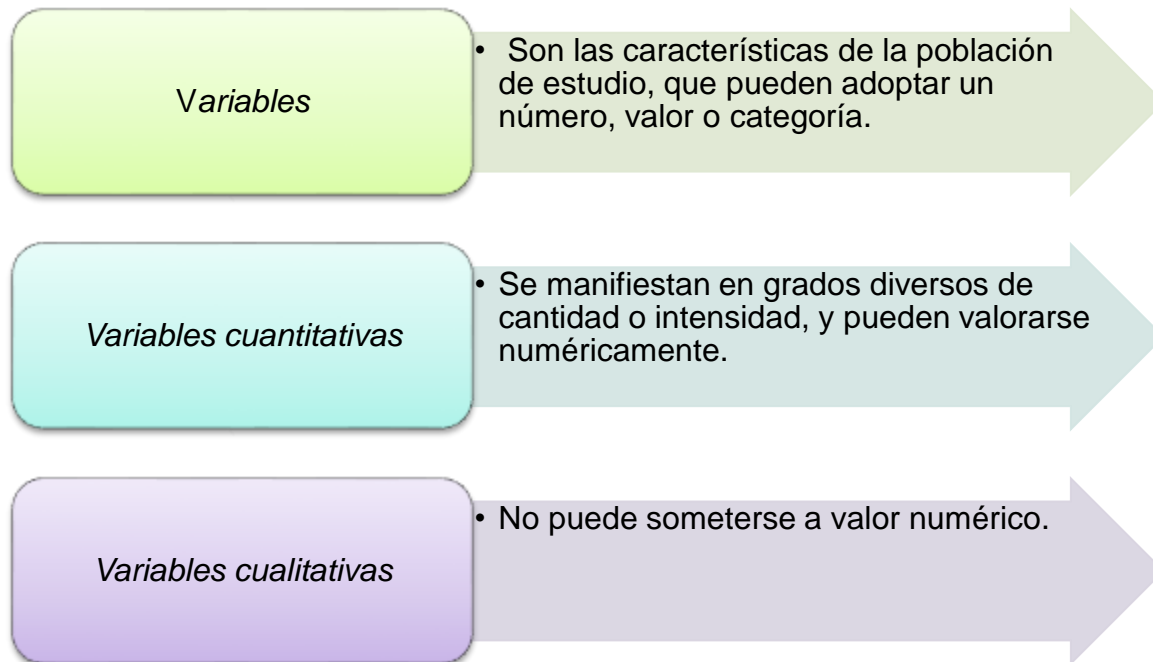 Variables
• Son las características de la población
de estudio, que pueden adoptar un
número, valor o categoría.
Variables cuantitativas
• Se manifiestan en grados diversos de
cantidad o intensidad, y pueden valorarse
numéricamente.
Variables cualitativas
• No puede someterse a valor numérico.